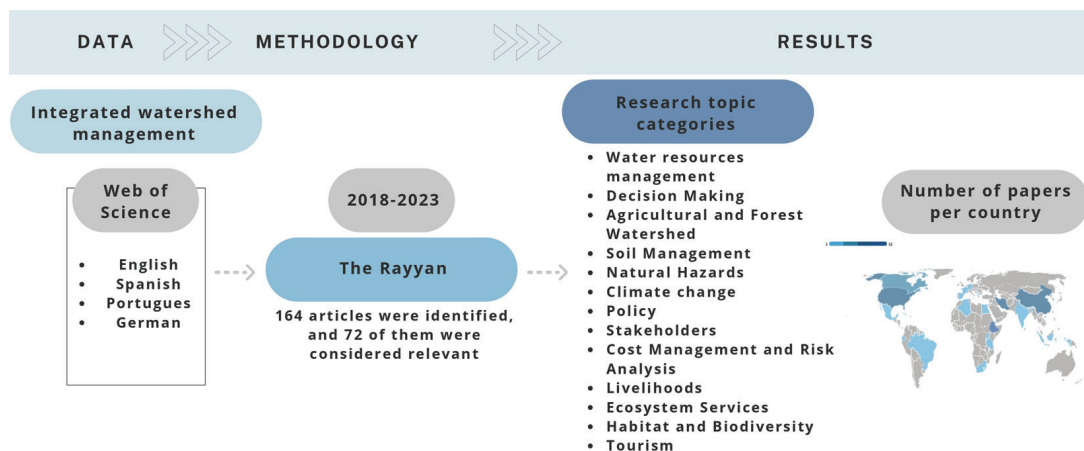 DATA
METHODOLOGY
RESULTS
Integrated watershed
management
Web of
Science
English
Spanish
Portugues
German
2018-2023
The Rayyan
164 articles were identified,
and 72 of them were
considered relevant
Research topic
categories
Water resources
management
Decision Making
Agricultural and Forest
Watershed
Soil Management
Natural Hazards
Climate change
Policy
Stakeholders
Cost Management and Risk
Analysis
Livelihoods
Ecosystem Services
Habitat and Biodiversity
Tourism
Number of papers
per country